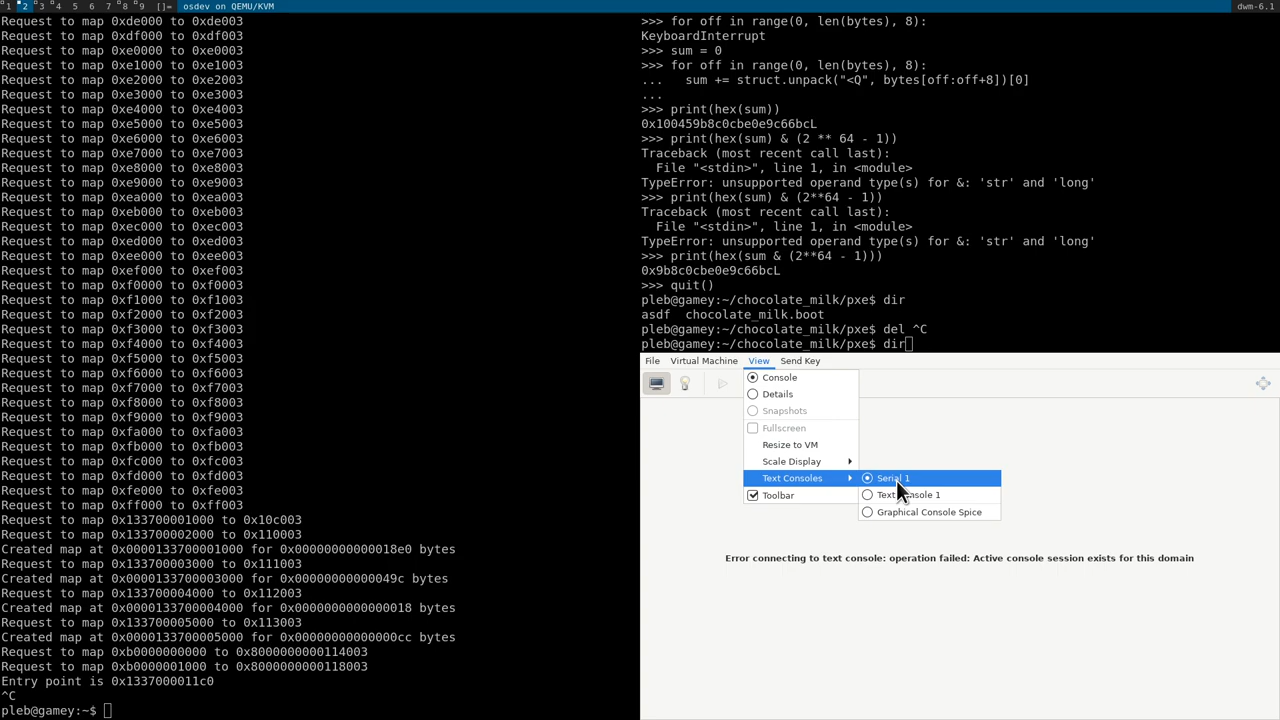 1 2 3 4 5 6 7 8 9 []= osdev on QEMU/KVM dwm-6.1
Request to map 0xde000 to 0xde003
Request to map 0xdf000 to 0xdf003
Request to map 0xe0000 to 0xe0003
Request to map 0xe1000 to 0xe1003
Request to map 0xe2000 to 0xe2003
Request to map 0xe3000 to 0xe3003
Request to map 0xe4000 to 0xe4003
Request to map 0xe5000 to 0xe5003
Request to map 0xe6000 to 0xe6003
Request to map 0xe7000 to 0xe7003
Request to map 0xe8000 to 0xe8003
Request to map 0xe9000 to 0xe9003
Request to map 0xea000 to 0xea003
Request to map 0xeb000 to 0xeb003
Request to map 0xec000 to 0xec003
Request to map 0xed000 to 0xed003
Request to map 0xee000 to 0xee003
Request to map 0xef000 to 0xef003
Request to map 0xf0000 to 0xf0003
Request to map 0xf1000 to 0xf1003
Request to map 0xf2000 to 0xf2003
Request to map 0xf3000 to 0xf3003
Request to map 0xf4000 to 0xf4003
Request to map 0xf5000 to 0xf5003
Request to map 0xf6000 to 0xf6003
Request to map 0xf7000 to 0xf7003
Request to map 0xf8000 to 0xf8003
Request to map 0xf9000 to 0xf9003
Request to map 0xfa000 to 0xfa003
Request to map 0xfb000 to 0xfb003
Request to map 0xfc000 to 0xfc003
Request to map 0xfd000 to 0xfd003
Request to map 0xfe000 to 0xfe003
Request to map 0xff000 to 0xff003
Request to map 0x133700001000 to 0x10c003
Request to map 0x133700002000 to 0x110003
Created map at 0x0000133700001000 for 0x00000000000018e0 bytes
Request to map 0x133700003000 to 0x111003
Created map at 0x0000133700003000 for 0x00000000000049c bytes
Request to map 0x133700004000 to 0x112003
Created map at 0x0000133700004000 for 0x0000000000000018 bytes
Request to map 0x133700005000 to 0x113003
Created map at 0x0000133700005000 for 0x00000000000000cc bytes
Request to map 0xb0000000000 to 0x8000000000114003
Request to map 0xb0000001000 to 0x8000000000118003
Entry point is 0x1337000011c0
^C
pleb@gamey:~$
>>> for off in range(0, len(bytes), 8):
KeyboardInterrupt
>>> sum = 0
>>> for off in range(0, len(bytes), 8):
...   sum += struct.unpack("<Q", bytes[off:off+8])[0]
...
>>> print(hex(sum))
0x100459b8c0cbe0e9c66bcL
>>> print(hex(sum) & (2 ** 64 - 1))
Traceback (most recent call last):
  File "<stdin>", line 1, in <module>
TypeError: unsupported operand type(s) for &: 'str' and 'long'
>>> print(hex(sum) & (2**64 - 1))
Traceback (most recent call last):
  File "<stdin>", line 1, in <module>
TypeError: unsupported operand type(s) for &: 'str' and 'long'
>>> print(hex(sum & (2**64 - 1)))
0x9b8c0cbe0e9c66bcL
>>> quit()
pleb@gamey:~/chocolate_milk/pxe$ dir
asdf  chocolate_milk.boot
pleb@gamey:~/chocolate_milk/pxe$ del ^C
pleb@gamey:~/chocolate_milk/pxe$ dir
File Virtual Machine View Send Key
Console
Details
Snapshots
Fullscreen
Resize to VM
Scale Display
Text Consoles
Toolbar
Serial 1
Graphical Console Spice
Error connecting to text console: operation failed: Active console session exists for this domain